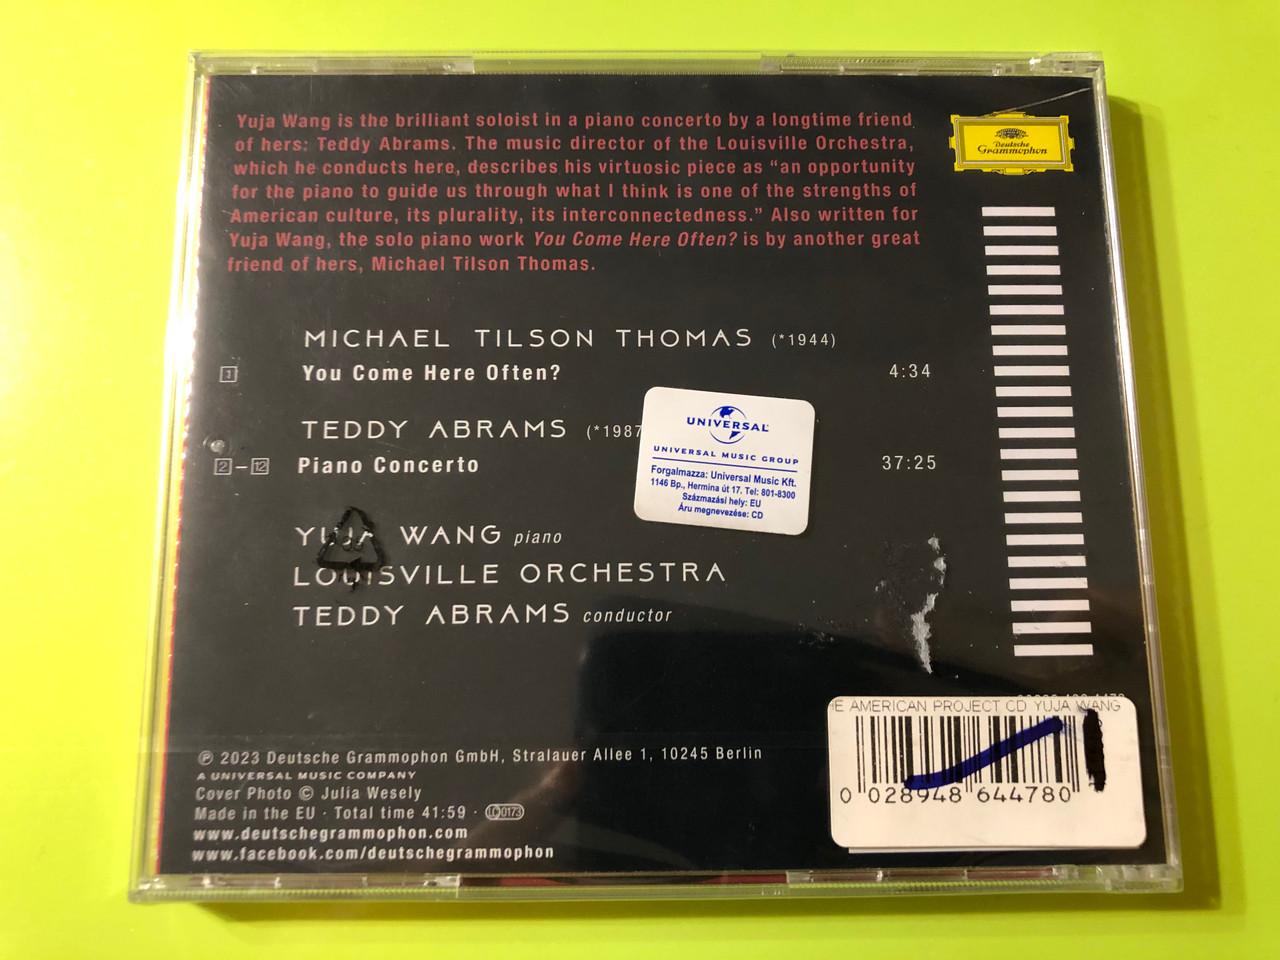 Yuja Wang is the brilliant soloist in a piano concerto by a longtime friend
of hers: Teddy Abrams. The music director of the Louisville Orchestra,
which he conducts here, describes his virtuosic piece as “an opportunity
for the piano to guide us through what I think is one of the strengths of
American culture, its plurality, its interconnectedness.” Also written for
Yuja Wang, the solo piano work You Come Here Often? is by another great
friend of hers, Michael Tilson Thomas.
Deutsche
Grammophon
MICHAEL TILSON THOMAS (*1944)
1 You Come Here Often? 4:34
TEDDY ABRAMS (*1987
2–12 Piano Concerto 37:25
UNIVERSAL
UNIVERSAL MUSIC GROUP
Forgalmazza: Universal Music Kft.
1146 Bp., Hermina út 17. Tel: 801-8300
Származási hely: EU
Áru megnevezése: CD
YUJA WANG piano
LOUISVILLE ORCHESTRA
TEDDY ABRAMS conductor
℗ 2023 Deutsche Grammophon GmbH, Stralauer Allee 1, 10245 Berlin
A UNIVERSAL MUSIC COMPANY
Cover Photo © Julia Wesely
Made in the EU · Total time 41:59 · LC0173
www.deutschegrammophon.com
www.facebook.com/deutschegrammophon
HE AMERICAN PROJECT CD YUJA WANG
0 028948 644780